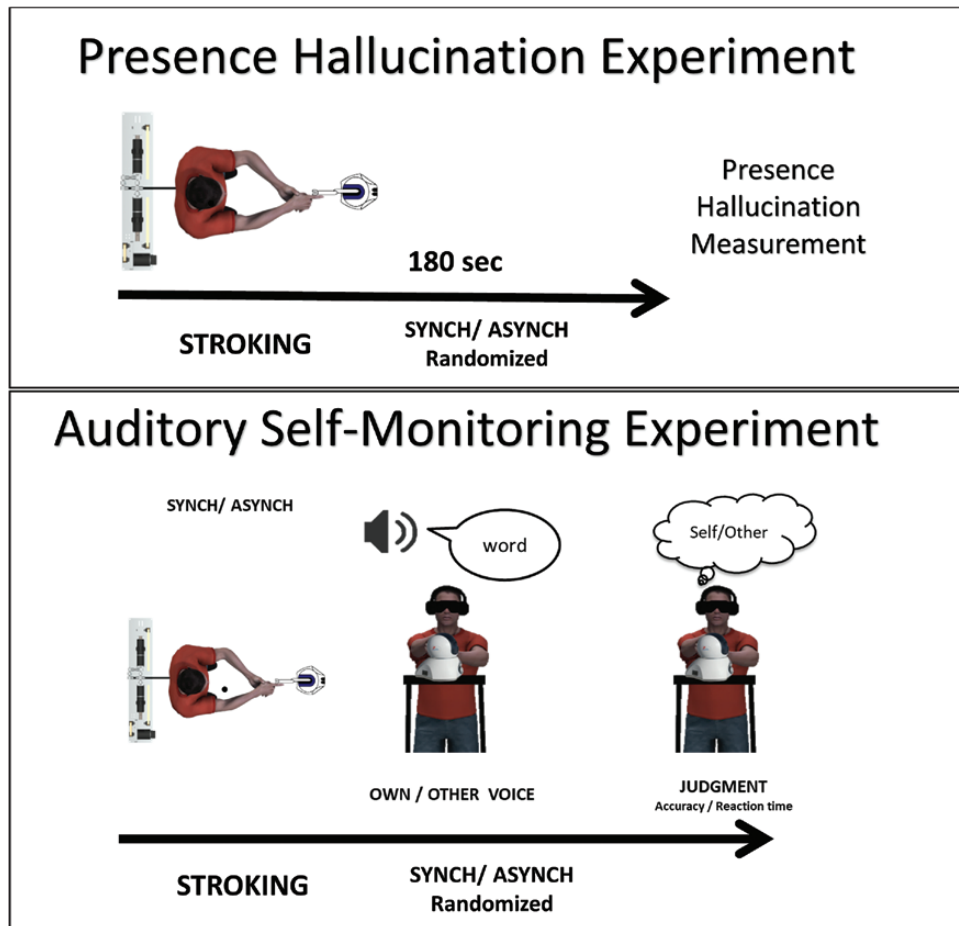 Presence Hallucination Experiment
Presence
Hallucination
Measurement
180 sec
STROKING
SYNCH/ ASYNCH
Randomized
Auditory Self-Monitoring Experiment
SYNCH/ ASYNCH
word
Self/Other
OWN / OTHER VOICE
JUDGMENT
Accuracy / Reaction time
STROKING
SYNCH/ ASYNCH
Randomized